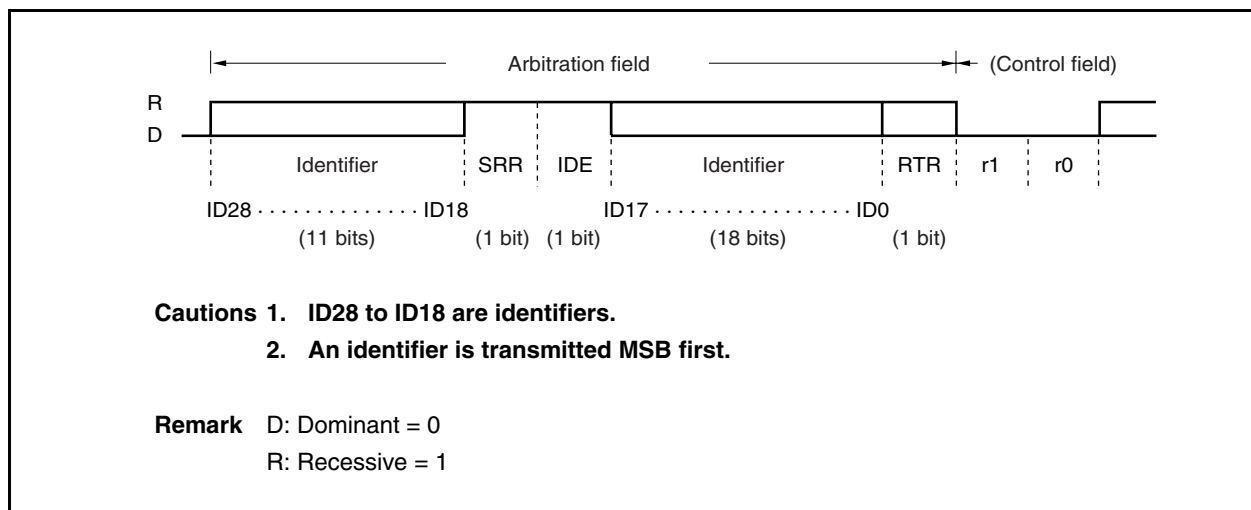 Arbitration field (Control field)
R
D
Identifier SRR IDE Identifier RTR r1 r0
ID28 · · · · · · · · · · · · · · ID18 ID17 · · · · · · · · · · · · · · · · · ID0
(11 bits) (1 bit) (1 bit) (18 bits) (1 bit)
Cautions 1. ID28 to ID18 are identifiers.
2. An identifier is transmitted MSB first.
Remark D: Dominant = 0
R: Recessive = 1